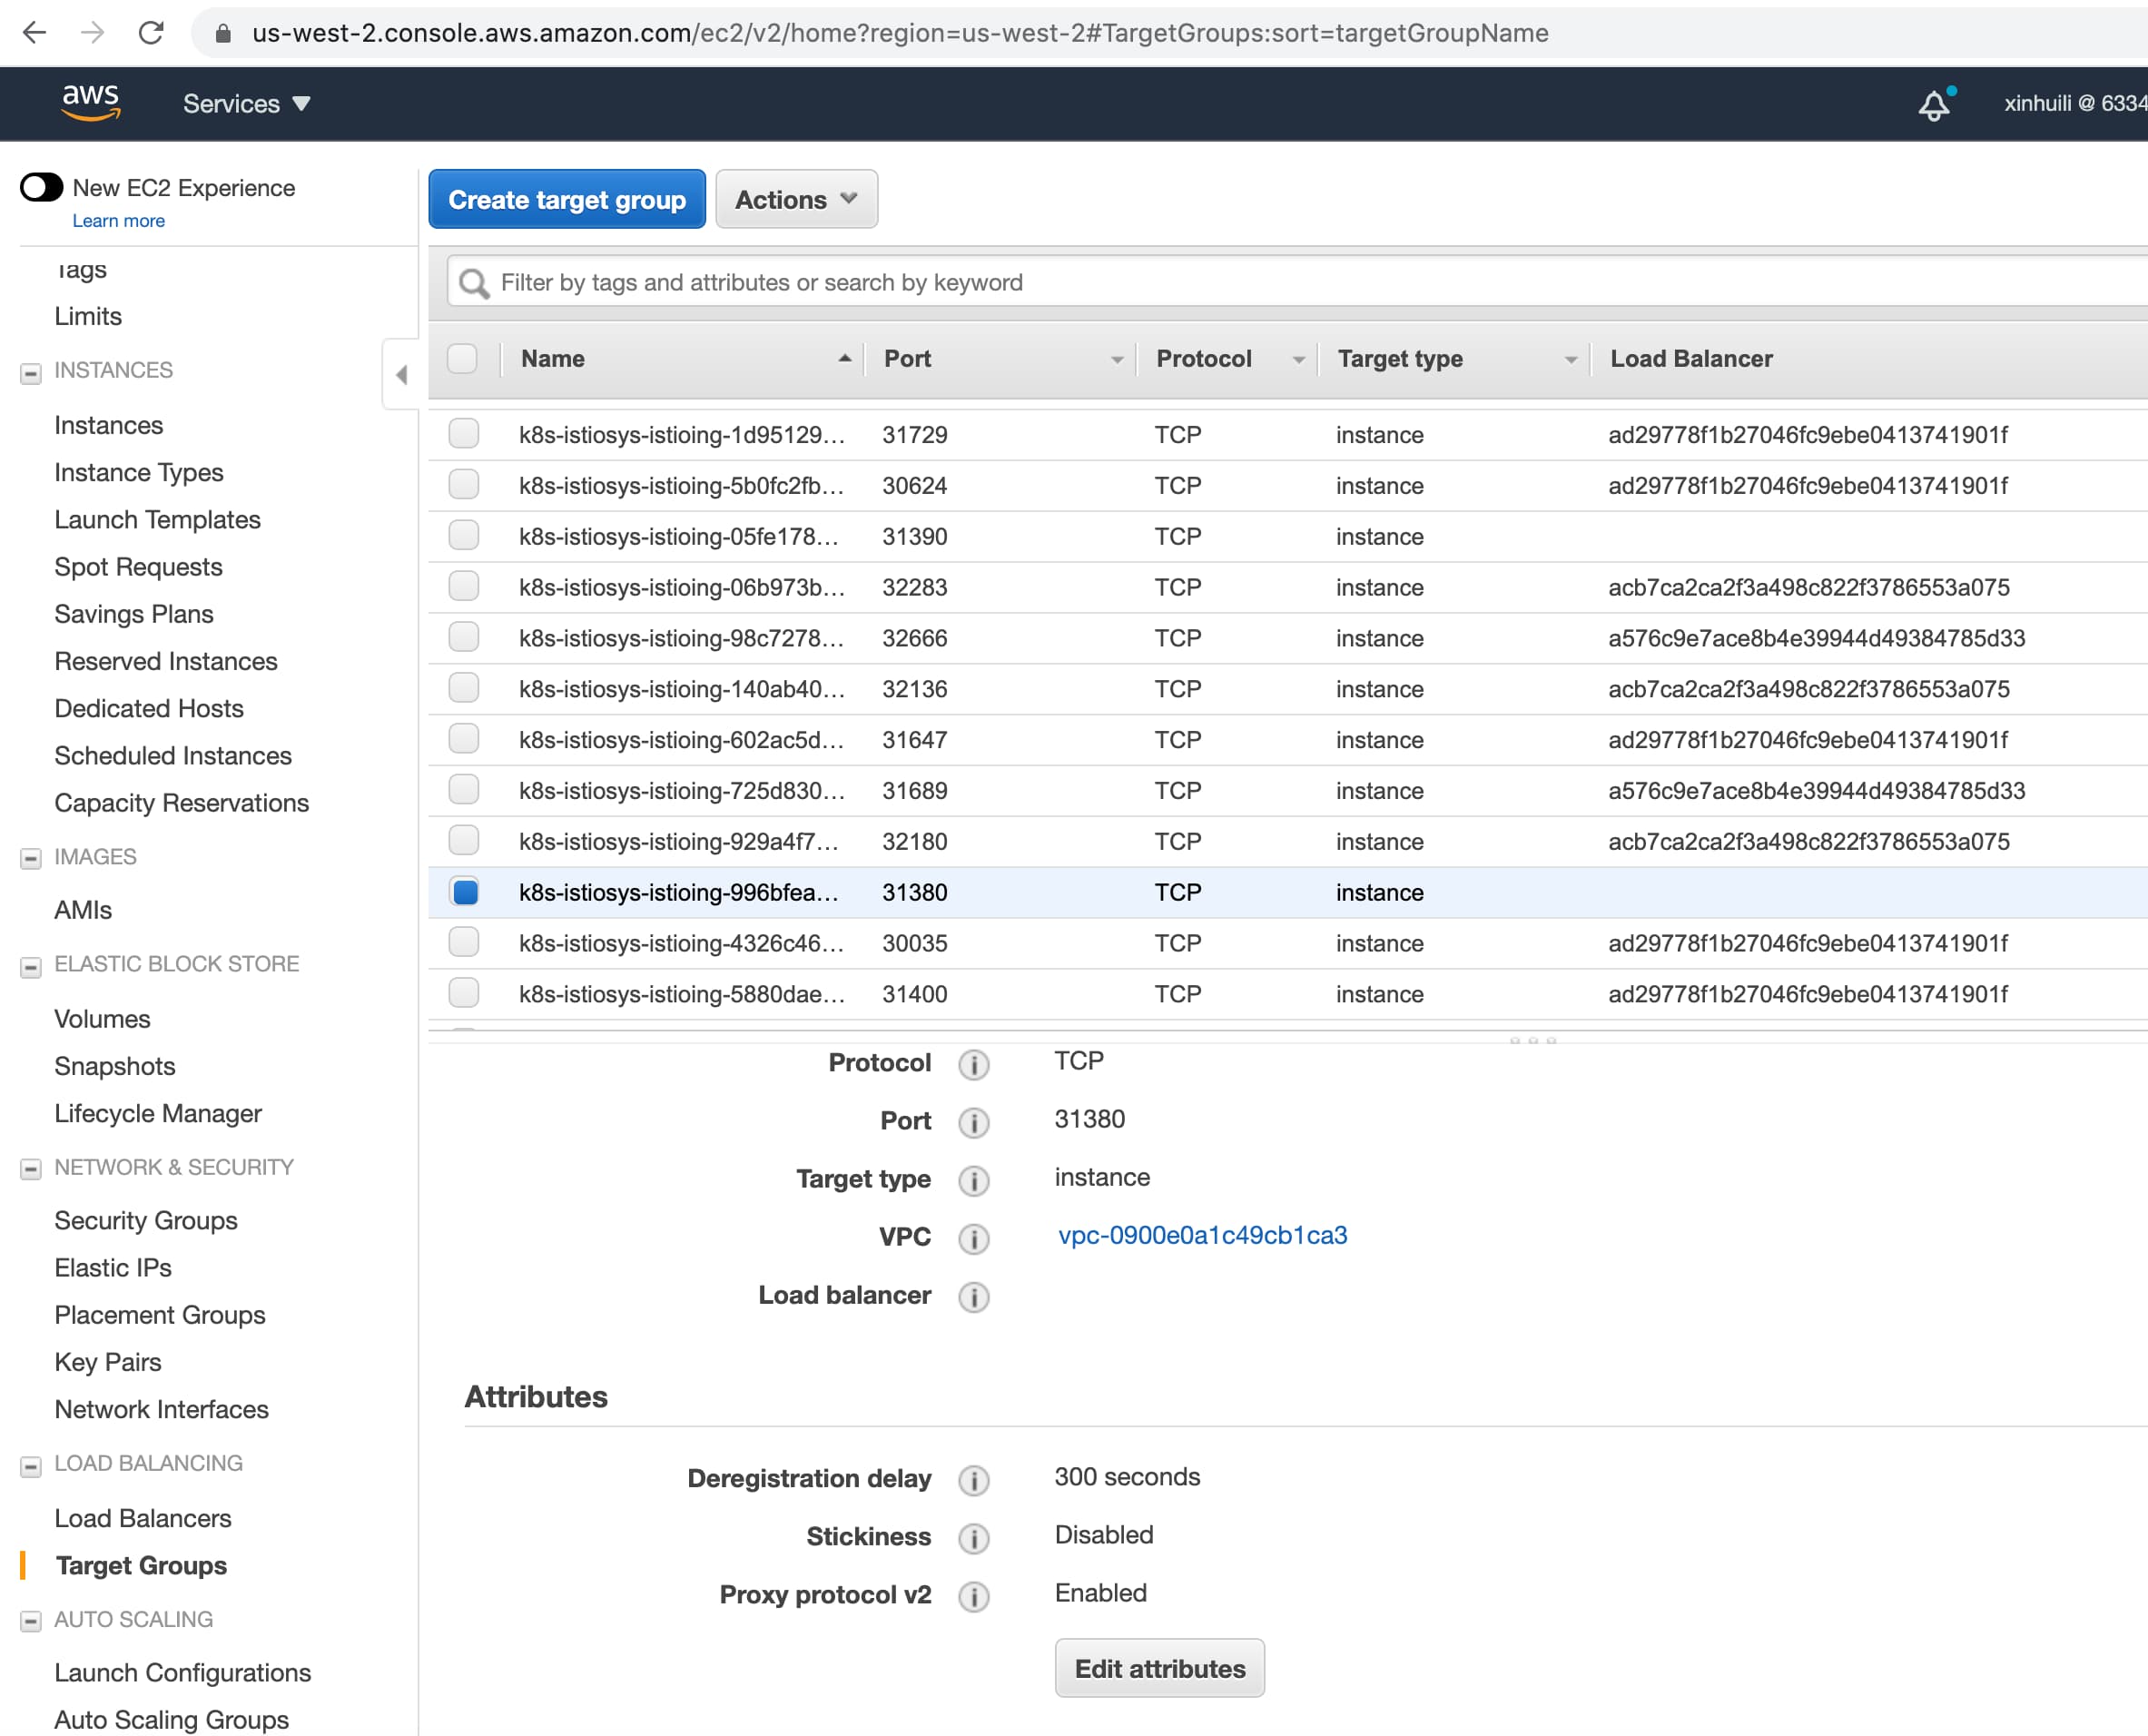 us-west-2.console.aws.amazon.com/ec2/v2/home?region=us-west-2#TargetGroups:sort=targetGroupName
aws
Services
xinhuili @ 6334
New EC2 Experience
Learn more
Tags
Limits
INSTANCES
Instances
Instance Types
Launch Templates
Spot Requests
Savings Plans
Reserved Instances
Dedicated Hosts
Scheduled Instances
Capacity Reservations
IMAGES
AMIs
ELASTIC BLOCK STORE
Volumes
Snapshots
Lifecycle Manager
NETWORK & SECURITY
Security Groups
Elastic IPs
Placement Groups
Key Pairs
Network Interfaces
LOAD BALANCING
Load Balancers
Target Groups
AUTO SCALING
Launch Configurations
Auto Scaling Groups
Create target group Actions
Filter by tags and attributes or search by keyword
Name Port Protocol Target type Load Balancer
k8s-istiosys-istioing-1d95129... 31729 TCP instance ad29778f1b27046fc9ebe0413741901f
k8s-istiosys-istioing-5b0fc2fb... 30624 TCP instance ad29778f1b27046fc9ebe0413741901f
k8s-istiosys-istioing-05fe178... 31390 TCP instance
k8s-istiosys-istioing-06b973b... 32283 TCP instance acb7ca2ca2f3a498c822f3786553a075
k8s-istiosys-istioing-98c7278... 32666 TCP instance a576c9e7ace8b4e39944d49384785d33
k8s-istiosys-istioing-140ab40... 32136 TCP instance acb7ca2ca2f3a498c822f3786553a075
k8s-istiosys-istioing-602ac5d... 31647 TCP instance ad29778f1b27046fc9ebe0413741901f
k8s-istiosys-istioing-725d830... 31689 TCP instance a576c9e7ace8b4e39944d49384785d33
k8s-istiosys-istioing-929a4f7... 32180 TCP instance acb7ca2ca2f3a498c822f3786553a075
k8s-istiosys-istioing-996bfea... 31380 TCP instance
k8s-istiosys-istioing-4326c46... 30035 TCP instance ad29778f1b27046fc9ebe0413741901f
k8s-istiosys-istioing-5880dae... 31400 TCP instance ad29778f1b27046fc9ebe0413741901f
Protocol TCP
Port 31380
Target type instance
VPC vpc-0900e0a1c49cb1ca3
Load balancer
Attributes
Deregistration delay 300 seconds
Stickiness Disabled
Proxy protocol v2 Enabled
Edit attributes